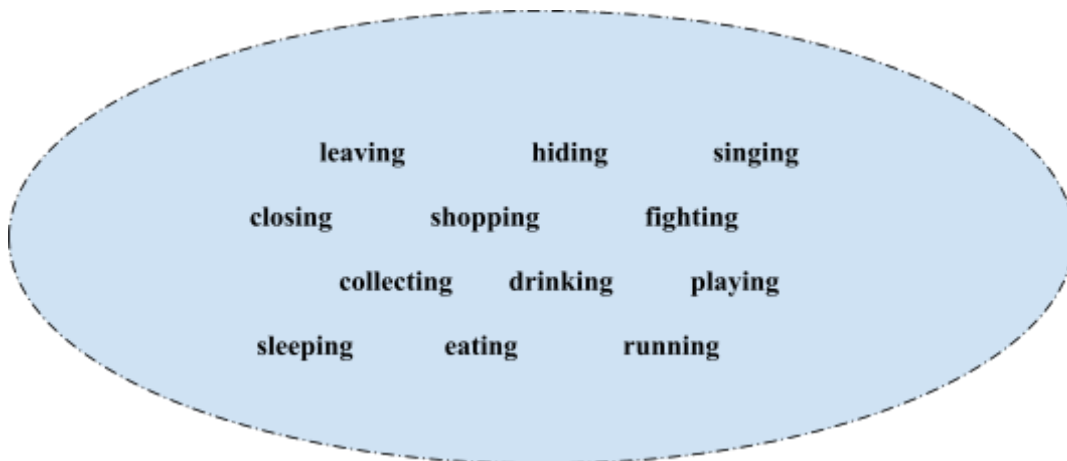 leaving hiding singing
closing shopping fighting
collecting drinking playing
sleeping eating running